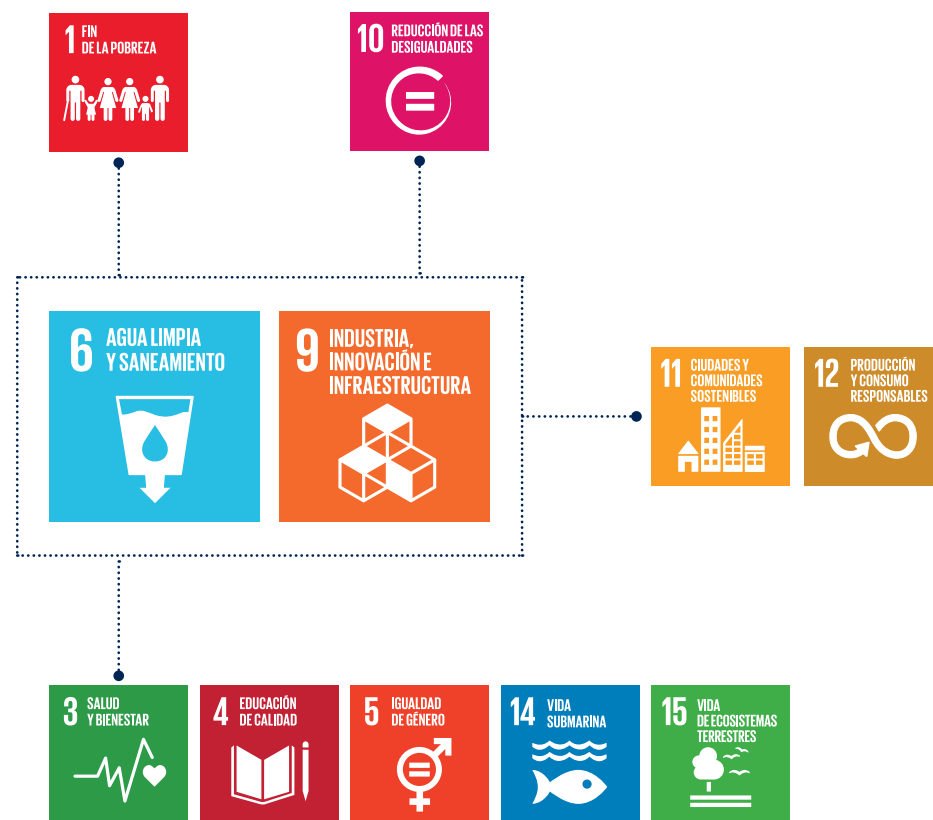 1 FIN
DE LA POBREZA
10 REDUCCIÓN DE LAS
DESIGUALDADES
6 AGUA LIMPIA
Y SANEAMIENTO
9 INDUSTRIA,
INNOVACIÓN E
INFRAESTRUCTURA
11 CIUDADES Y
COMUNIDADES
SOSTENIBLES
12 PRODUCCIÓN
Y CONSUMO
RESPONSABLES
3 SALUD
Y BIENESTAR
4 EDUCACIÓN
DE CALIDAD
5 IGUALDAD
DE GÉNERO
14 VIDA
SUBMARINA
15 VIDA
DE ECOSISTEMAS
TERRESTRES